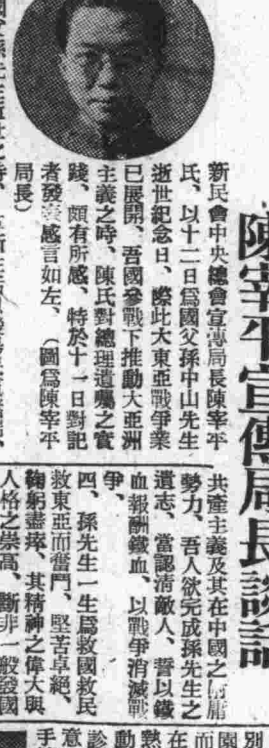 陳宰平宣傳局長談話
新民會中央總會宣傳局長陳宰平
氏、以十二日爲國父孫中山先生
逝世紀念日、際此大東亞戰爭業
已展開、吾國參戰下推動大亞洲
主義之時、陳氏對總理遺囑之實
踐、頗有所感、特於十一日對記
者發表感言如左、（圖爲陳宰平
局長）
共產主義及其在中國之附庸
勢力、吾人欲完成孫先生之
遺志、當認清敵人、誓以鐵
血報酬鐵血、以戰爭消滅戰
爭、
四、孫先生一生爲救國救民
救東亞而奮鬥、堅苦卓絕、
鞠躬盡瘁、其精神之偉大與
人格之崇高、斷非一般發國